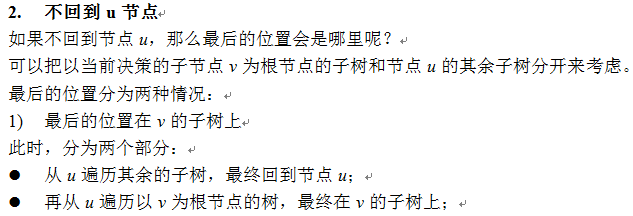 2. 不回到 u 节点
如果不回到节点 u，那么最后的位置会是哪里呢？
可以把以当前决策的子节点 v 为根节点的子树和节点 u 的其余子树分开来考虑。
最后的位置分为两种情况：
1) 最后的位置在 v 的子树上
此时，分为两个部分：
● 从 u 遍历其余的子树，最终回到节点 u；
● 再从 u 遍历以 v 为根节点的树，最终在 v 的子树上；